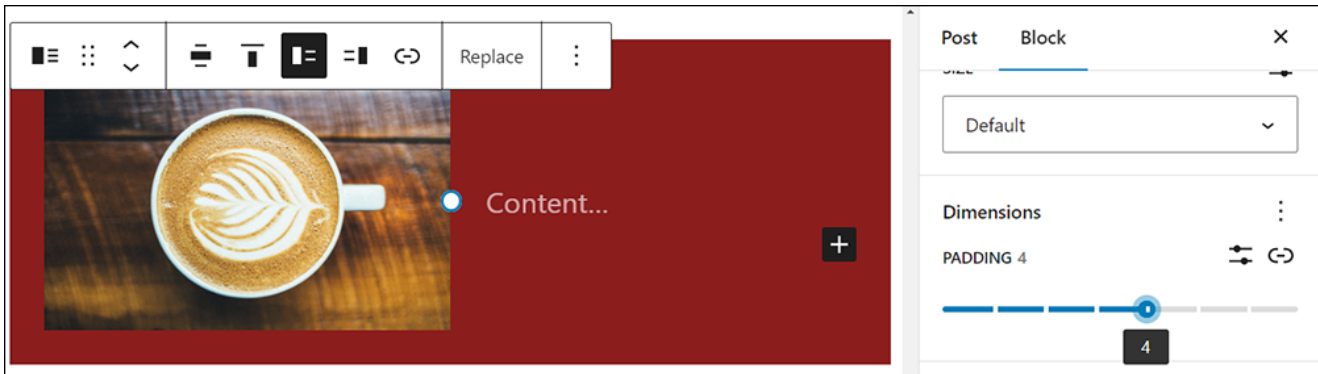 Replace
Content...
Post Block
SIZE
Default
Dimensions
PADDING 4
4